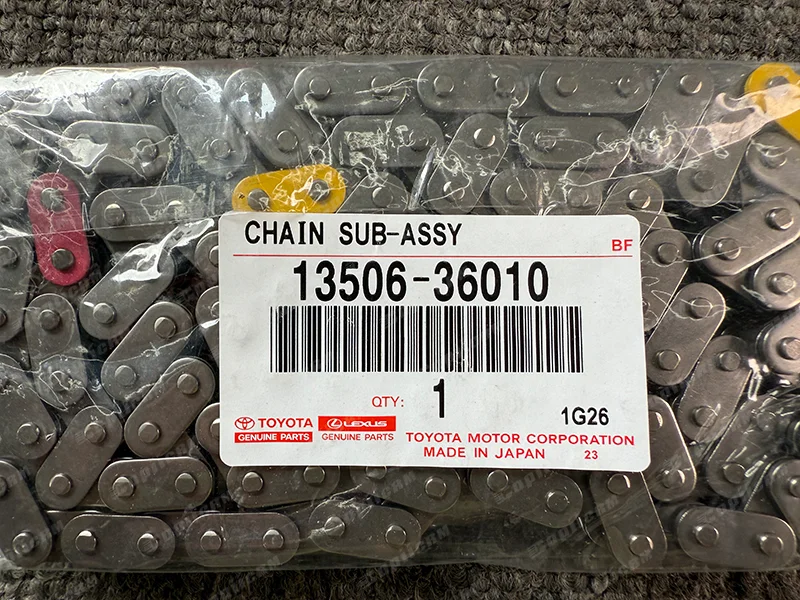 CHAIN SUB-ASSY
BF
13506-36010
QTY: 1
1G26
TOYOTA
GENUINE PARTS
LEXUS
GENUINE PARTS
TOYOTA MOTOR CORPORATION
MADE IN JAPAN 23